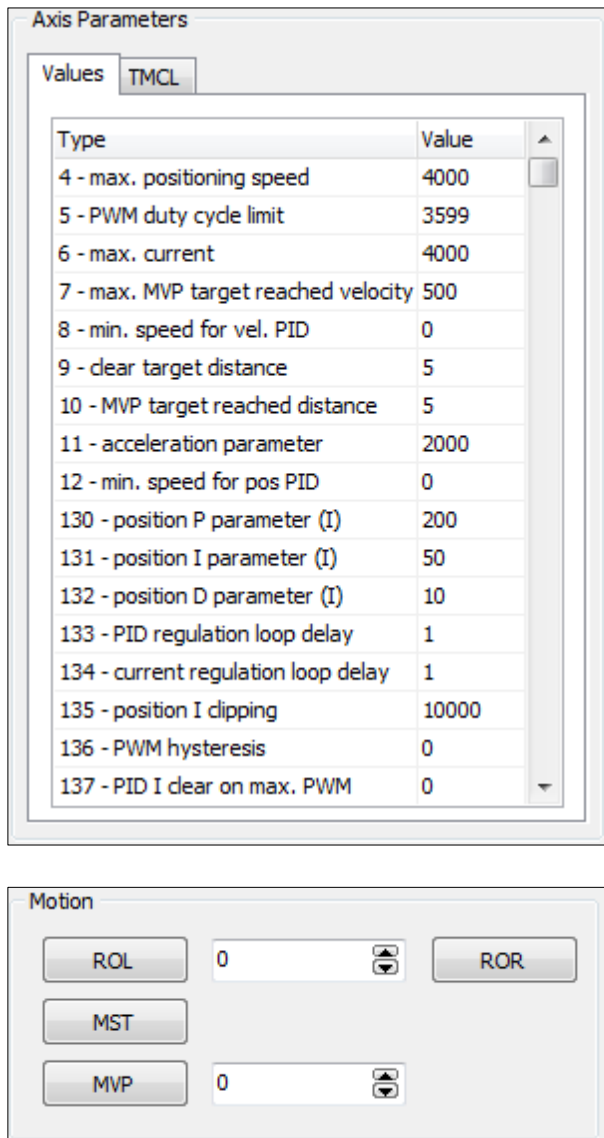 Axis Parameters
Values TMCL
Type Value
4 - max. positioning speed 4000
5 - PWM duty cycle limit 3599
6 - max. current 4000
7 - max. MVP target reached velocity 500
8 - min. speed for vel. PID 0
9 - clear target distance 5
10 - MVP target reached distance 5
11 - acceleration parameter 2000
12 - min. speed for pos PID 0
130 - position P parameter (I) 200
131 - position I parameter (I) 50
132 - position D parameter (I) 10
133 - PID regulation loop delay 1
134 - current regulation loop delay 1
135 - position I clipping 10000
136 - PWM hysteresis 0
137 - PID I clear on max. PWM 0
Motion
ROL 0 ROR
MST
MVP 0